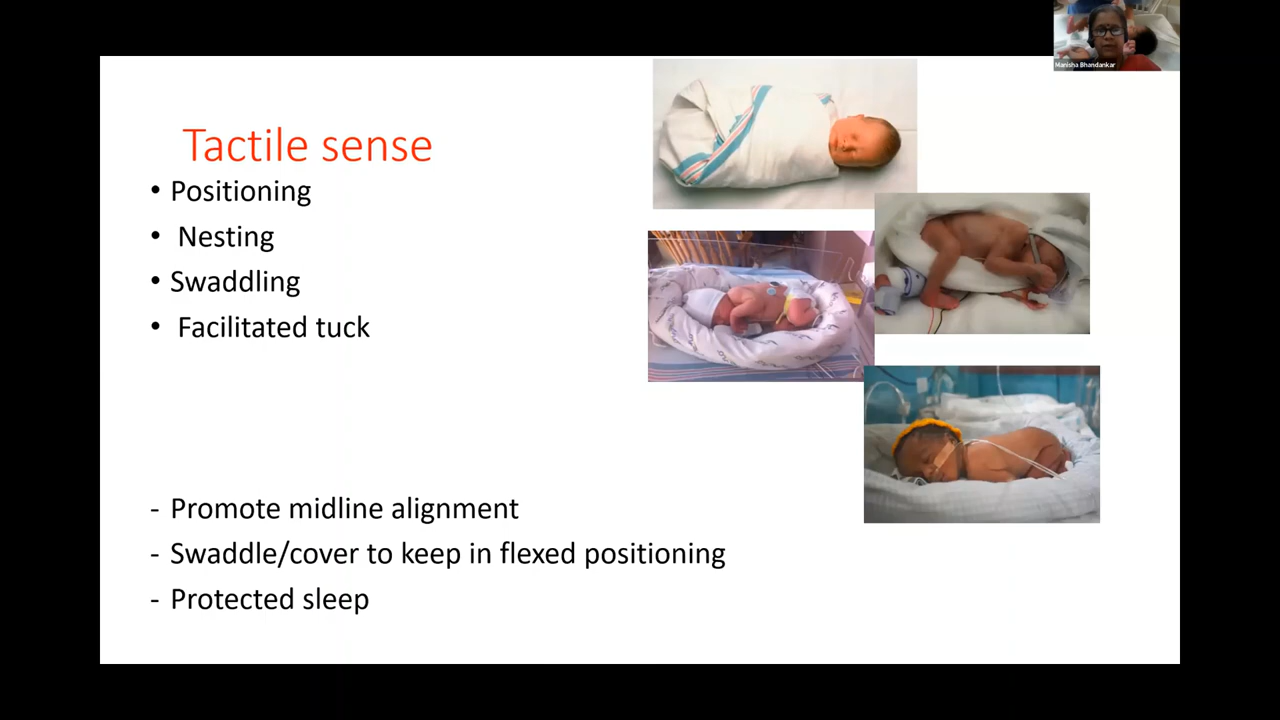 Manisha Bhandankar
Tactile sense
• Positioning
• Nesting
• Swaddling
• Facilitated tuck
- Promote midline alignment
- Swaddle/cover to keep in flexed positioning
- Protected sleep